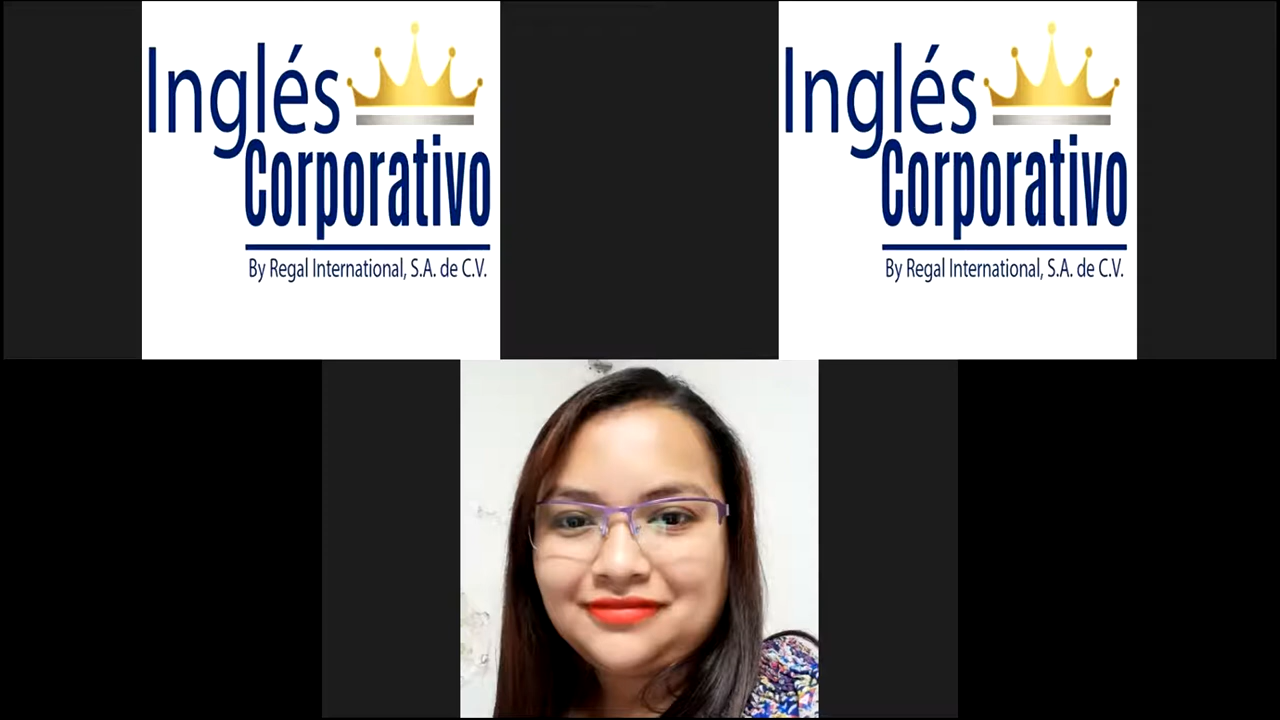 Inglés
Corporativo
By Regal International, S.A. de C.V.
Inglés
Corporativo
By Regal International, S.A. de C.V.